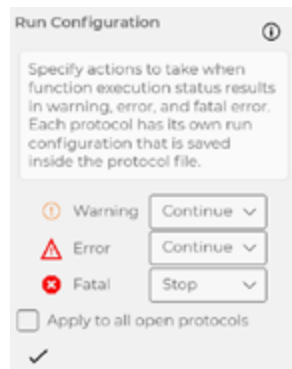 Run Configuration
Specify actions to take when
function execution status results
in warning, error, and fatal error.
Each protocol has its own run
configuration that is saved
inside the protocol file.
Warning Continue
Error Continue
Fatal Stop
Apply to all open protocols